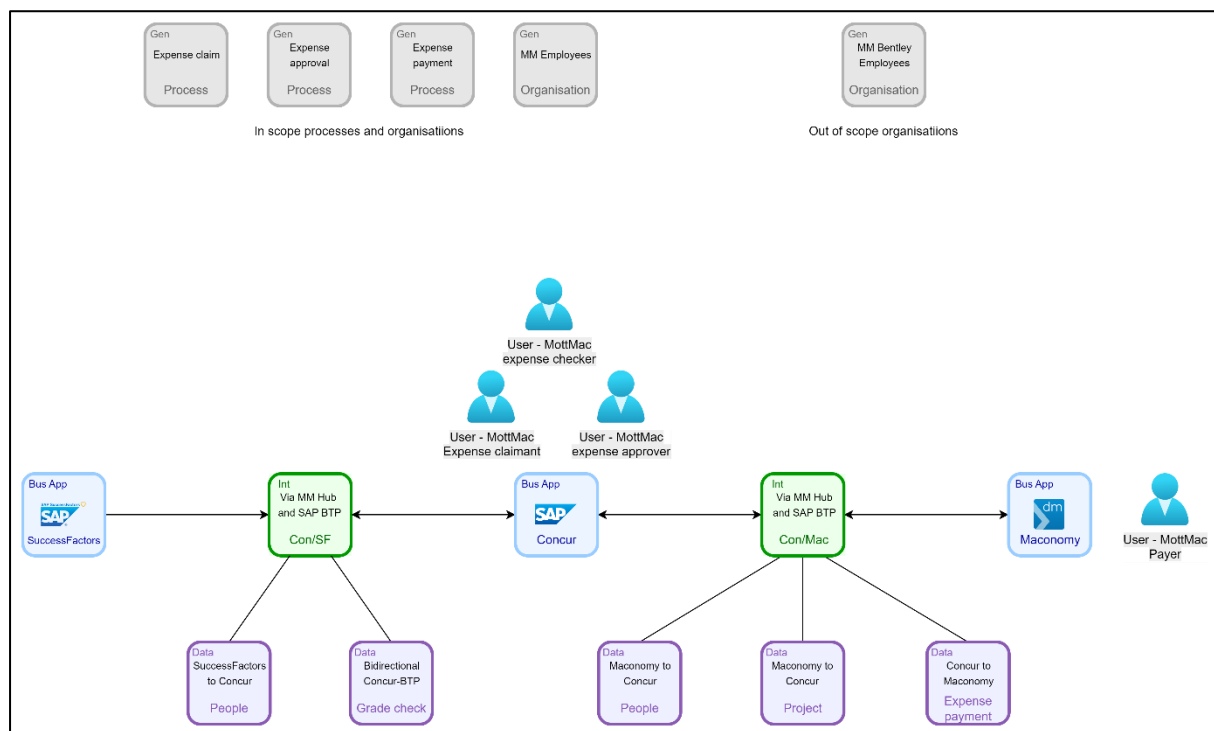 Gen
Expense claim
Process
Gen
Expense
approval
Process
Gen
Expense
payment
Process
Gen
MM Employees
Organisation
Gen
MM Bentley
Employees
Organisation
In scope processes and organisatiions
Out of scope organisatiions
User - MottMac
expense checker
User - MottMac
Expense claimant
User - MottMac
expense approver
Bus App
SAP
SuccessFactors
Int
Via MM Hub
and SAP BTP
Con/SF
Bus App
SAP
Concur
Int
Via MM Hub
and SAP BTP
Con/Mac
Bus App
dm
Maconomy
User - MottMac
Payer
Data
SuccessFactors
to Concur
People
Data
Bidirectional
Concur-BTP
Grade check
Data
Maconomy to
Concur
People
Data
Maconomy to
Concur
Project
Data
Concur to
Maconomy
Expense
payment